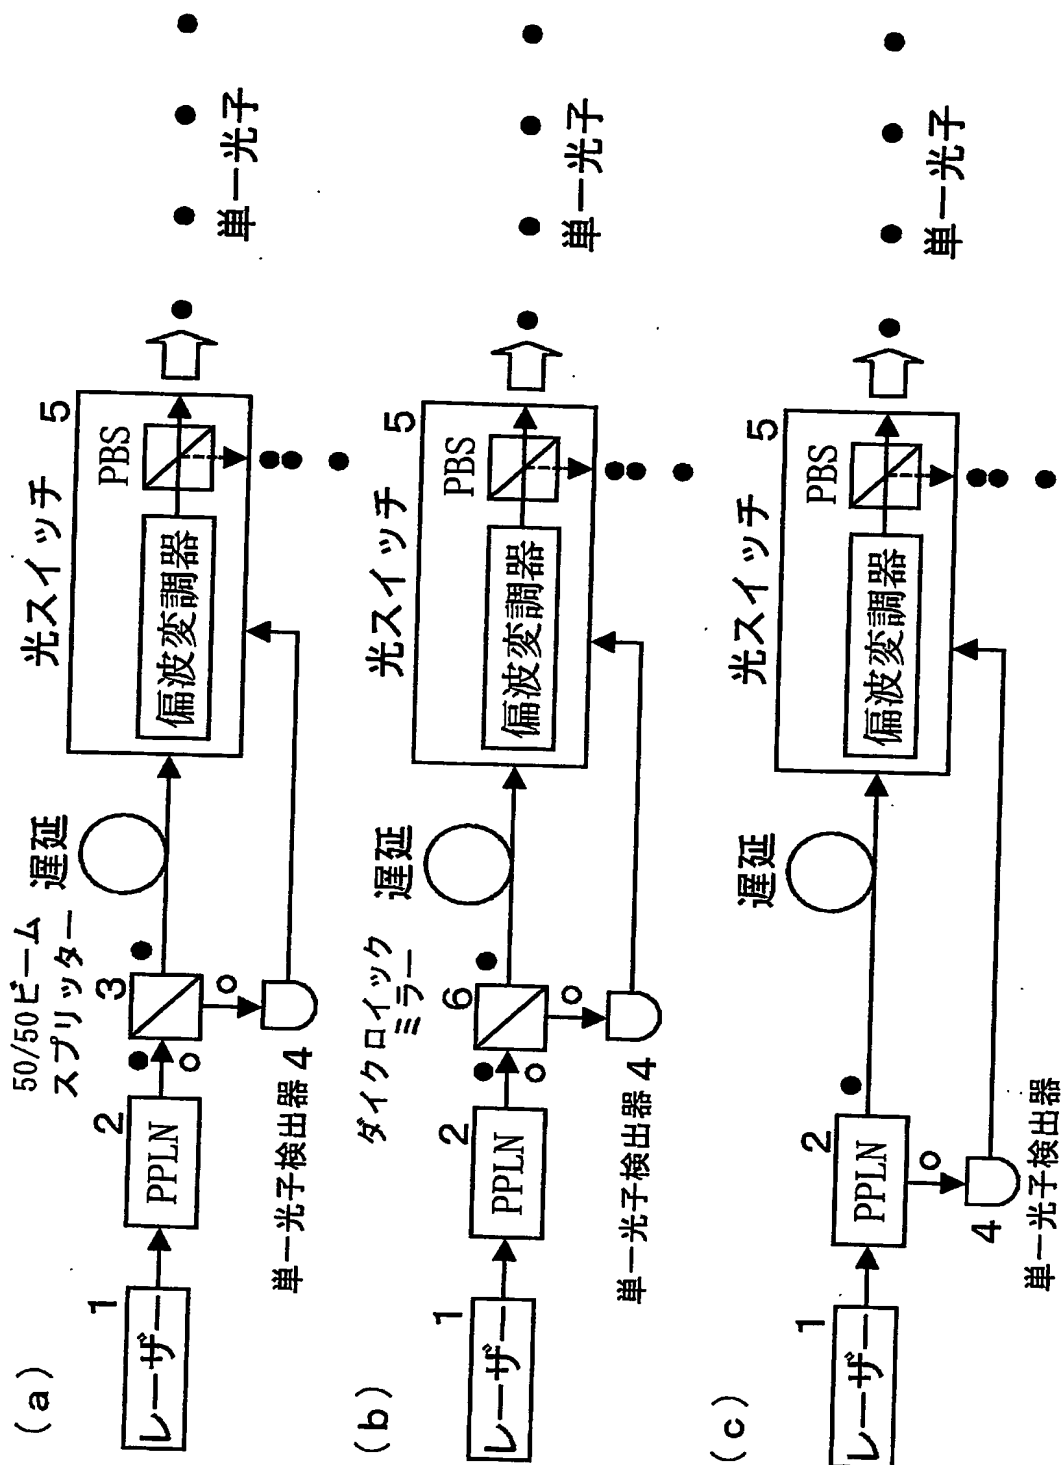 (a)
50/50ビーム
スプリッター
遅延
光スイッチ
1
2
3
5
レーザー
PPLN
偏波変調器
PBS
単一光子検出器
4
単一光子
(b)
ダイクロイック
ミラー
遅延
光スイッチ
1
2
6
5
レーザー
PPLN
偏波変調器
PBS
単一光子検出器
4
単一光子
(c)
遅延
光スイッチ
1
2
5
レーザー
PPLN
偏波変調器
PBS
4
単一光子検出器
単一光子